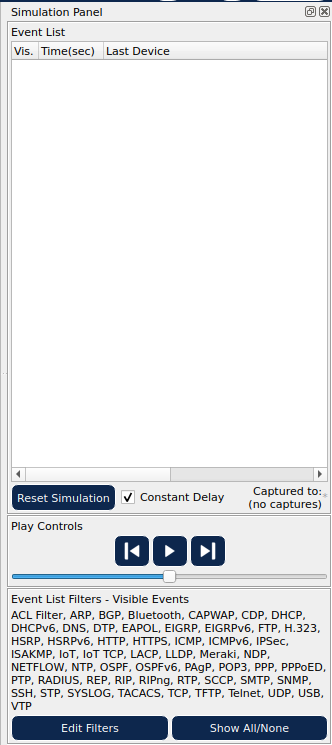 Simulation Panel
Event List
Vis. Time(sec) Last Device
Reset Simulation Constant Delay Captured to:
(no captures)
Play Controls
Event List Filters - Visible Events
ACL Filter, ARP, BGP, Bluetooth, CAPWAP, CDP, DHCP,
DHCPv6, DNS, DTP, EAPOL, EIGRP, EIGRPv6, FTP, H.323,
HSRP, HSRPv6, HTTP, HTTPS, ICMP, ICMPv6, IPSec,
ISAKMP, IoT, IoT TCP, LACP, LLDP, Meraki, NDP,
NETFLOW, NTP, OSPF, OSPFv6, PAgP, POP3, PPP, PPPoED,
PTP, RADIUS, REP, RIP, RIPng, RTP, SCCP, SMTP, SNMP,
SSH, STP, SYSLOG, TACACS, TCP, TFTP, Telnet, UDP, USB,
VTP
Edit Filters Show All/None